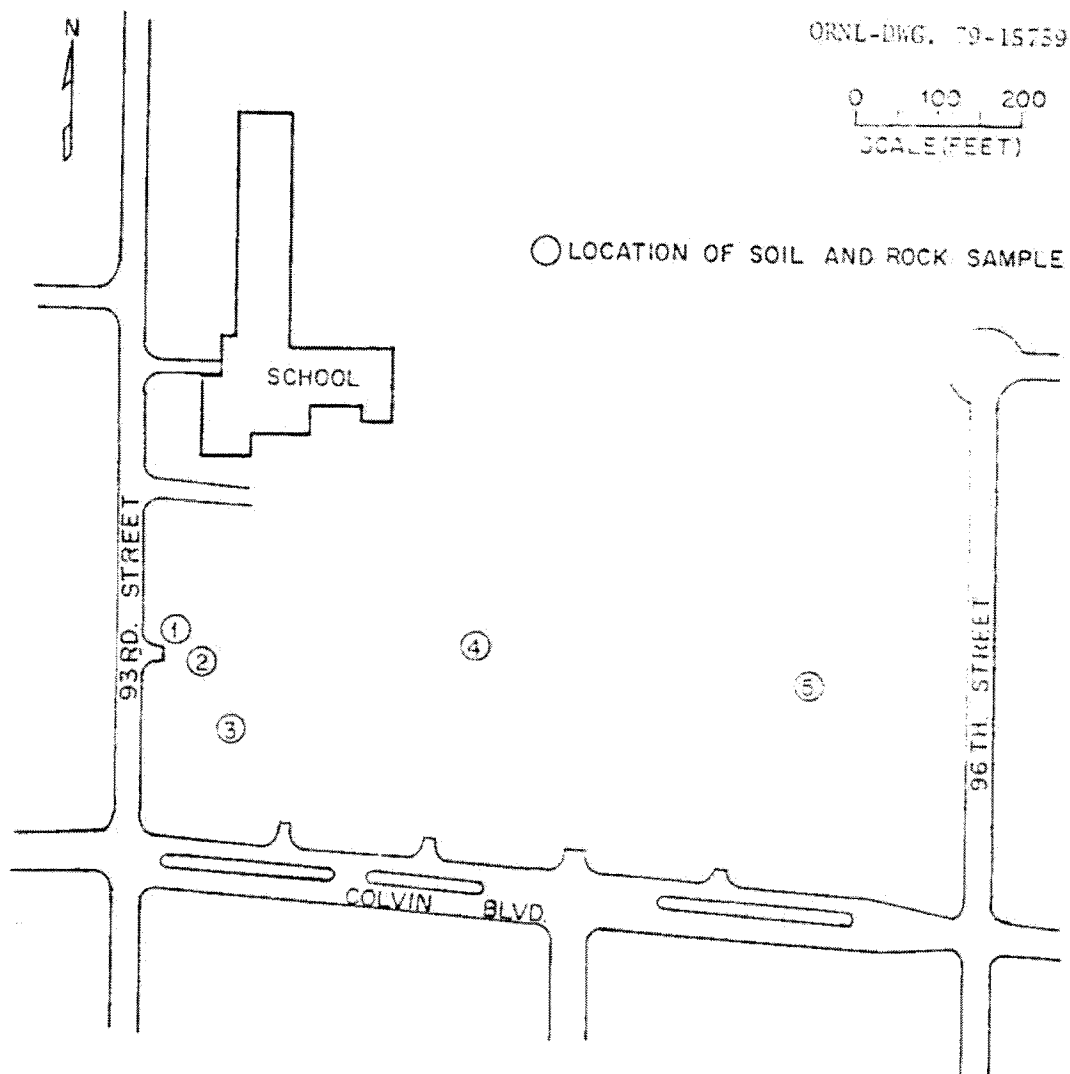 N
ORNL-DWG. 79-15759
0 100 200
SCALE (FEET)
LOCATION OF SOIL AND ROCK SAMPLE
SCHOOL
93RD. STREET
96TH. STREET
1
2
3
4
5
COLVIN BLVD.